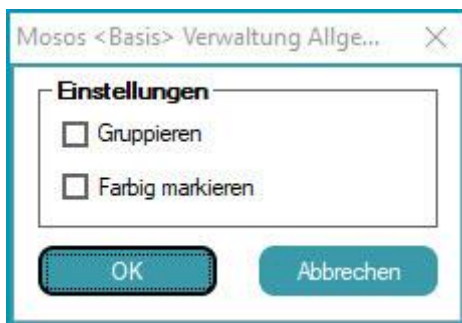 Mosos <Basis> Verwaltung Allge...
Einstellungen
Gruppieren
Farbig markieren
OK
Abbrechen